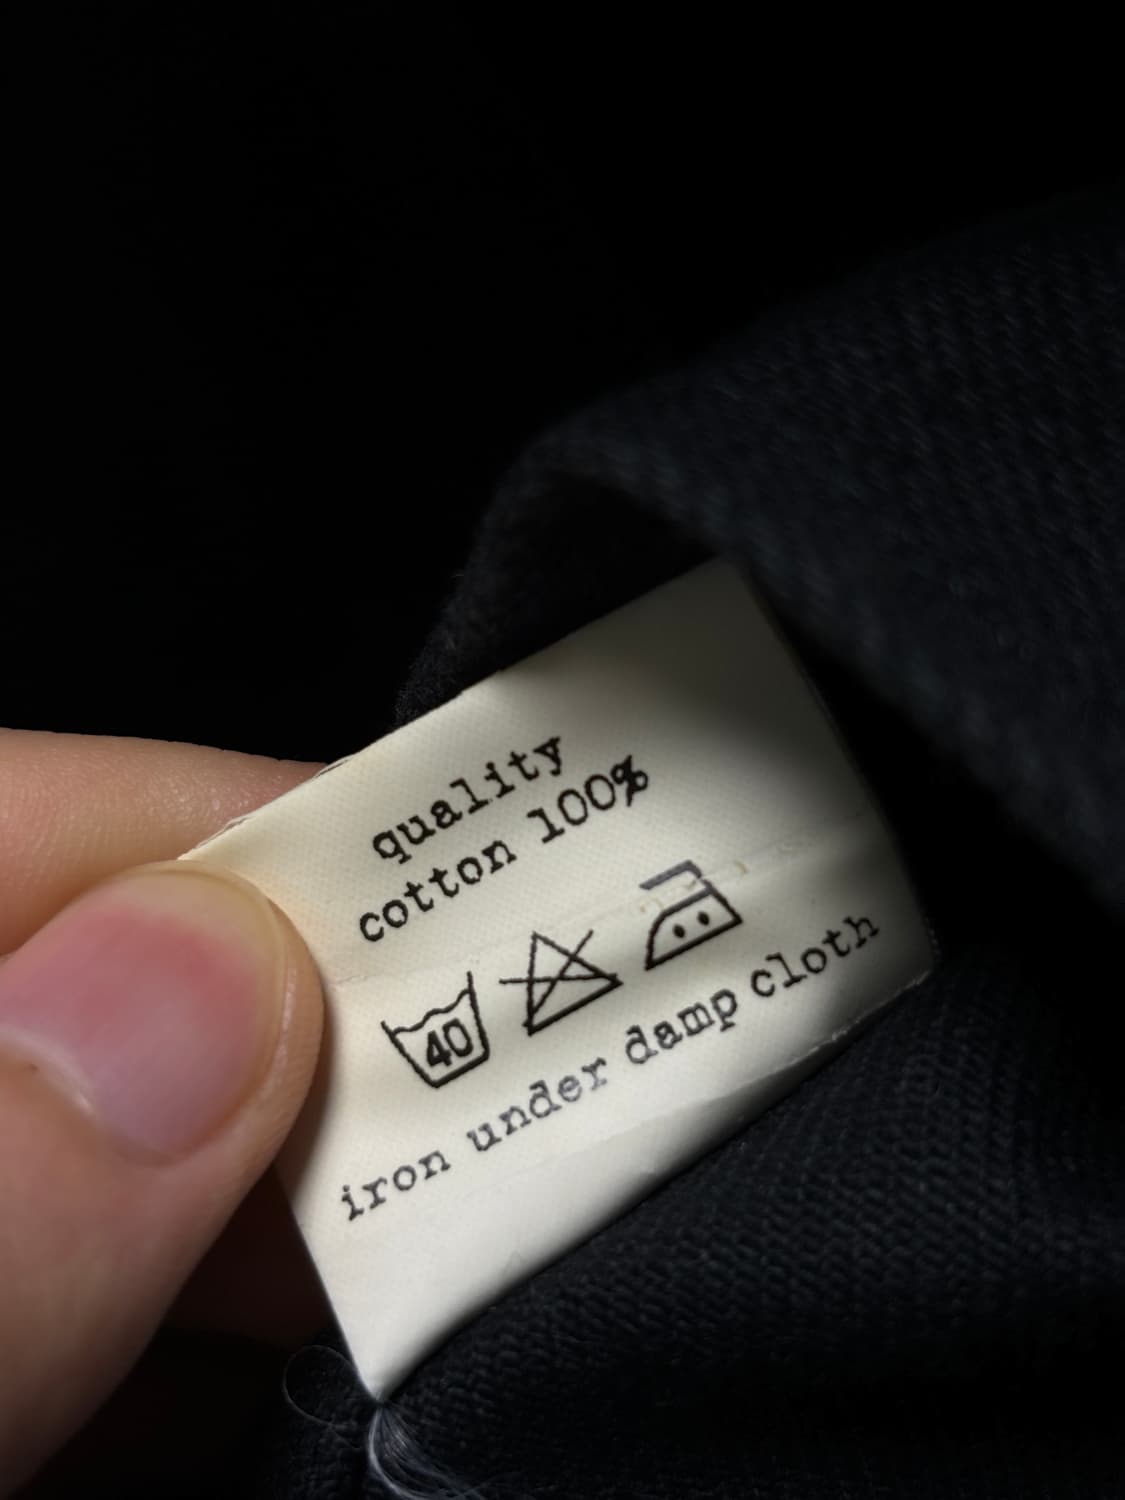 quality
cotton 100%
40
iron under damp cloth